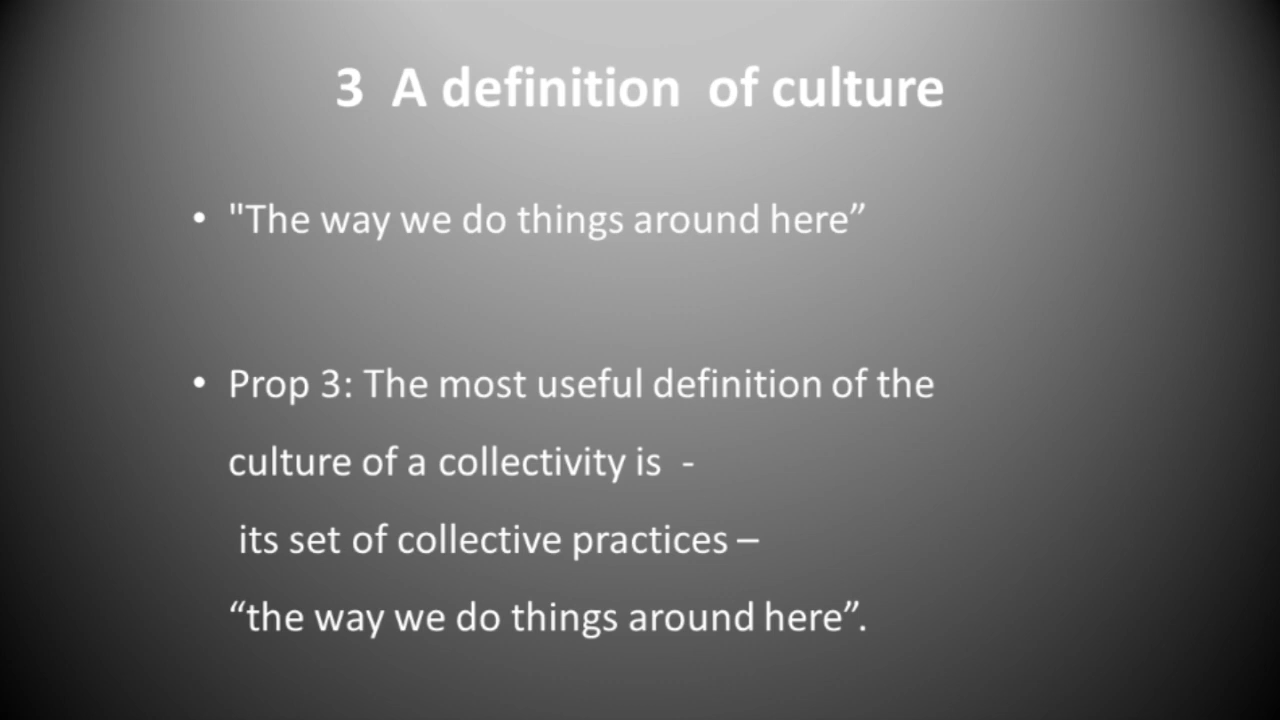 3  A definition  of culture
• "The way we do things around here”
• Prop 3: The most useful definition of the
culture of a collectivity is  -
its set of collective practices –
“the way we do things around here”.